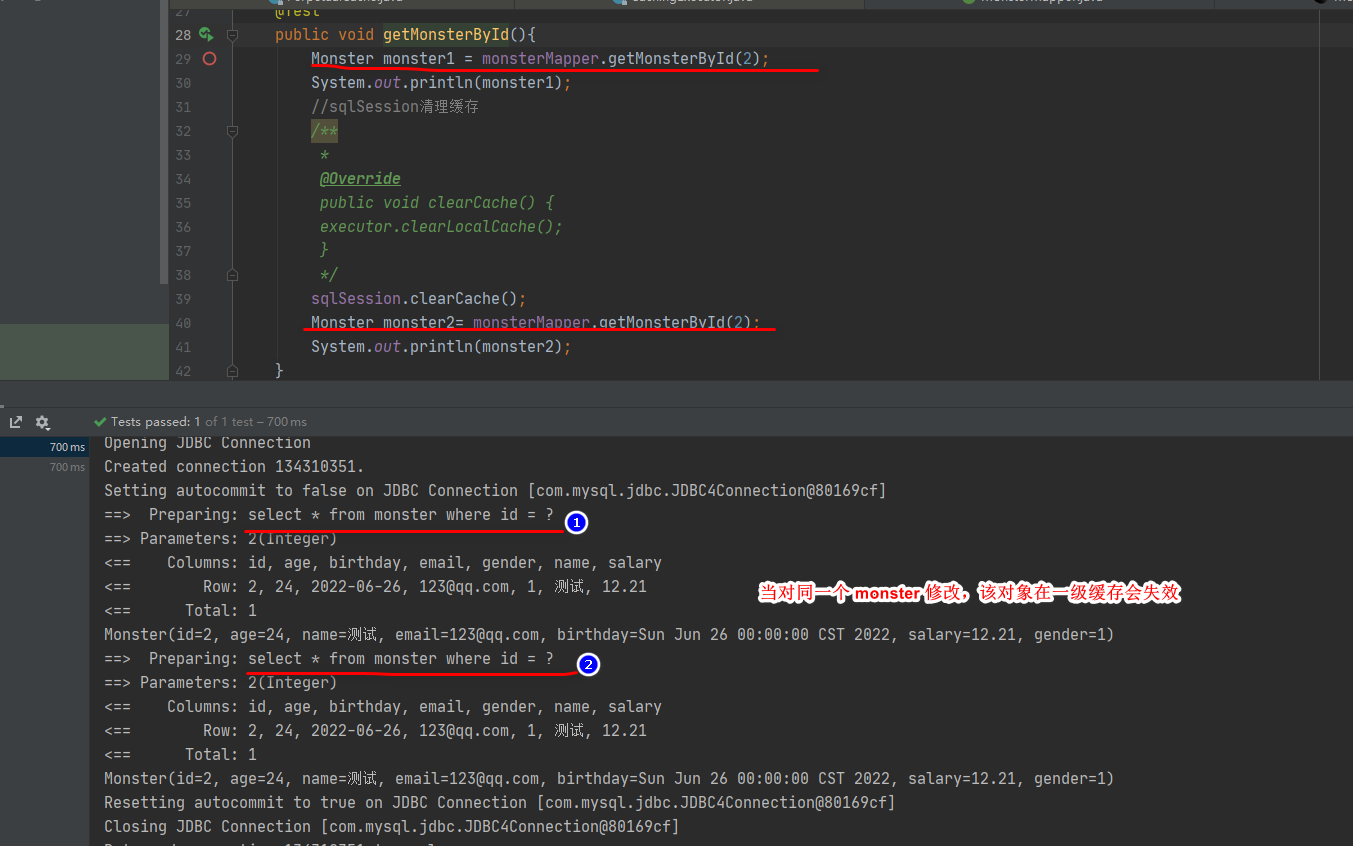 27 @Test
28 public void getMonsterById(){
29 Monster monster1 = monsterMapper.getMonsterById(2);
30 System.out.println(monster1);
31 //sqlSession清理缓存
32 /**
33 *
34 @Override
35 public void clearCache() {
36 executor.clearLocalCache();
37 }
38 */
39 sqlSession.clearCache();
40 Monster monster2= monsterMapper.getMonsterById(2);
41 System.out.println(monster2);
42 }
Tests passed: 1 of 1 test – 700 ms
700 ms
700 ms
Opening JDBC Connection
Created connection 134310351.
Setting autocommit to false on JDBC Connection [com.mysql.jdbc.JDBC4Connection@80169cf]
==> Preparing: select * from monster where id = ? 1
==> Parameters: 2(Integer)
<== Columns: id, age, birthday, email, gender, name, salary
<== Row: 2, 24, 2022-06-26, 123@qq.com, 1, 测试, 12.21
当对同一个 monster 修改，该对象在一级缓存会失效
<== Total: 1
Monster(id=2, age=24, name=测试, email=123@qq.com, birthday=Sun Jun 26 00:00:00 CST 2022, salary=12.21, gender=1)
==> Preparing: select * from monster where id = ? 2
==> Parameters: 2(Integer)
<== Columns: id, age, birthday, email, gender, name, salary
<== Row: 2, 24, 2022-06-26, 123@qq.com, 1, 测试, 12.21
<== Total: 1
Monster(id=2, age=24, name=测试, email=123@qq.com, birthday=Sun Jun 26 00:00:00 CST 2022, salary=12.21, gender=1)
Resetting autocommit to true on JDBC Connection [com.mysql.jdbc.JDBC4Connection@80169cf]
Closing JDBC Connection [com.mysql.jdbc.JDBC4Connection@80169cf]